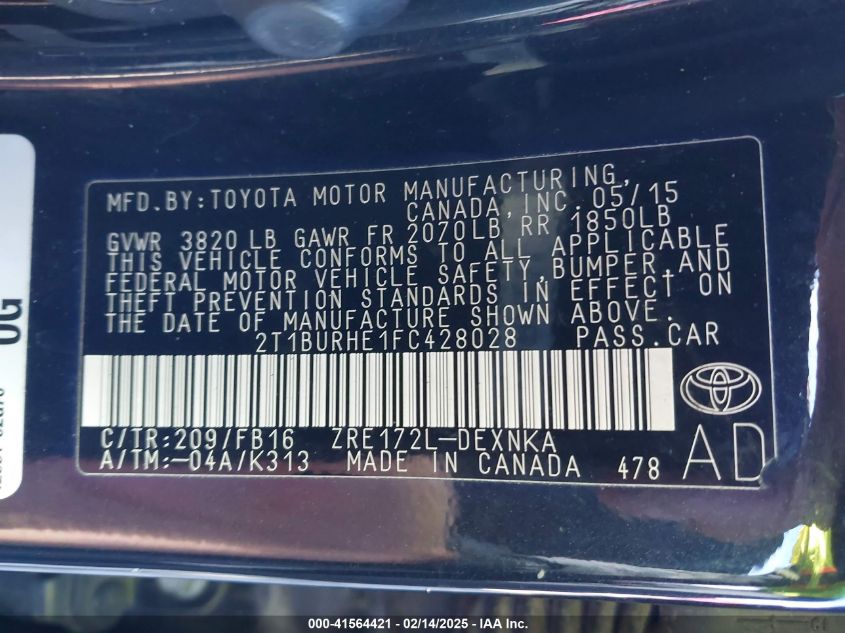 MFD.BY:TOYOTA MOTOR MANUFACTURING,
CANADA, INC. 05/15
GVWR 3820 LB GAWR FR 2070LB RR 1850LB
THIS VEHICLE CONFORMS TO ALL APPLICABLE
FEDERAL MOTOR VEHICLE SAFETY, BUMPER, AND
THEFT PREVENTION STANDARDS IN EFFECT ON
THE DATE OF MANUFACTURE SHOWN ABOVE.
2T1BURHE1FC428028 PASS.CAR
C/TR:209/FB16 ZRE172L-DEXNKA
A/TM:-04A/K313 MADE IN CANADA 478
AD
OG
000-41564421 - 02/14/2025 - IAA Inc.